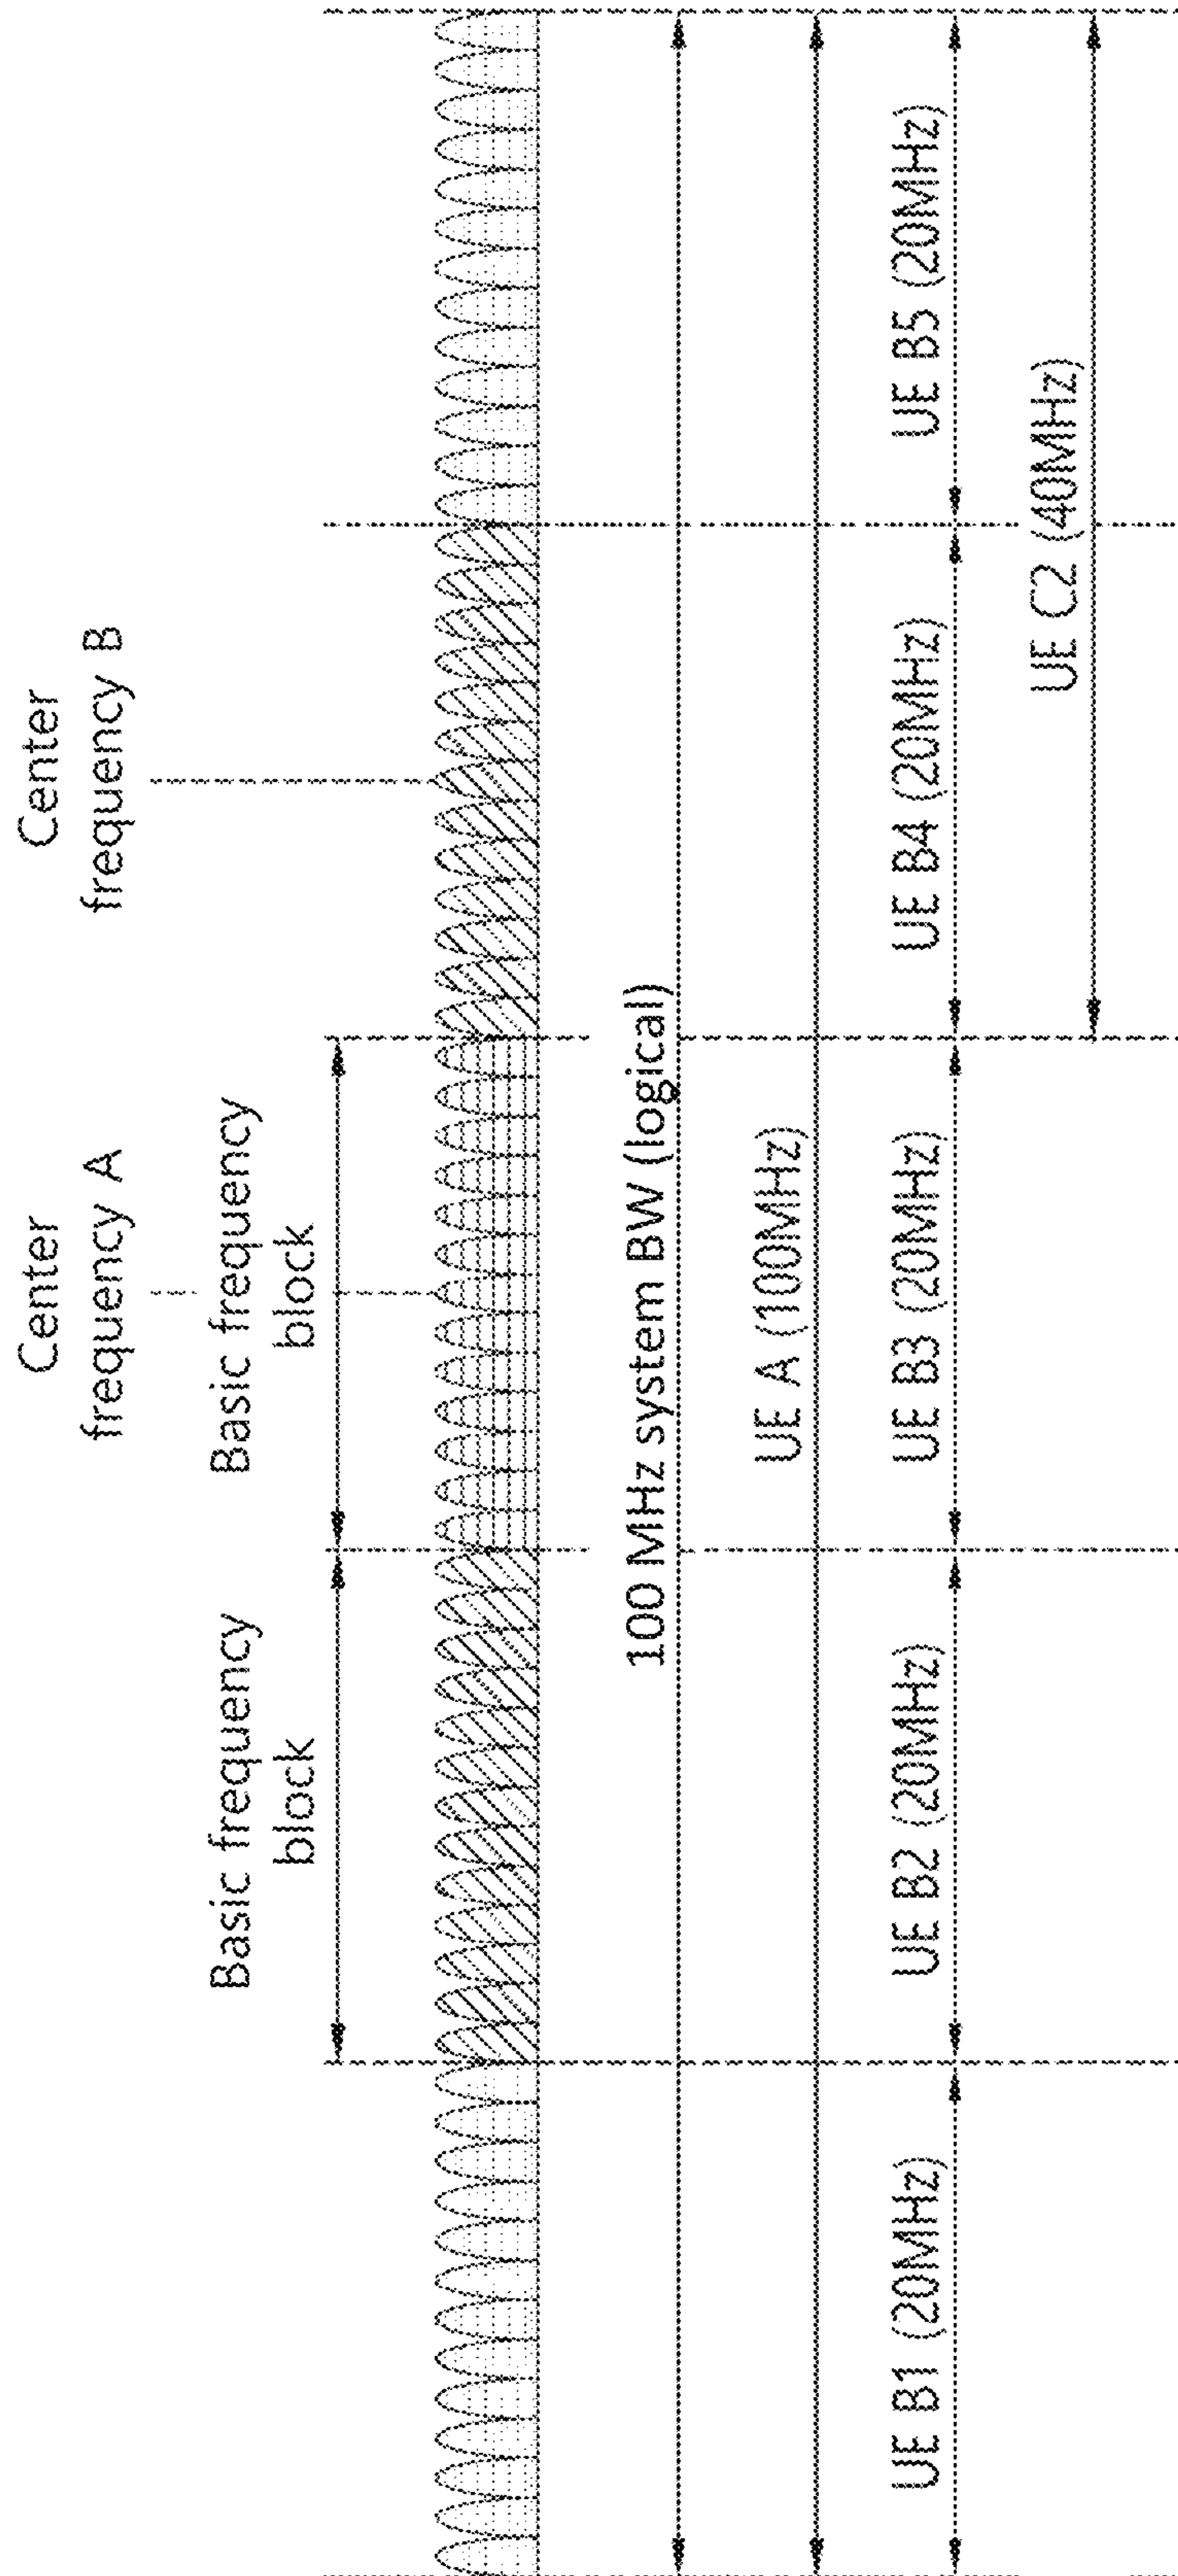 Center
frequency A
Center
frequency B
Basic frequency
block
Basic frequency
block
100 MHz system BW (logical)
UE A (100MHz)
UE B1 (20MHz)
UE B2 (20MHz)
UE B3 (20MHz)
UE B4 (20MHz)
UE B5 (20MHz)
UE C2 (40MHz)